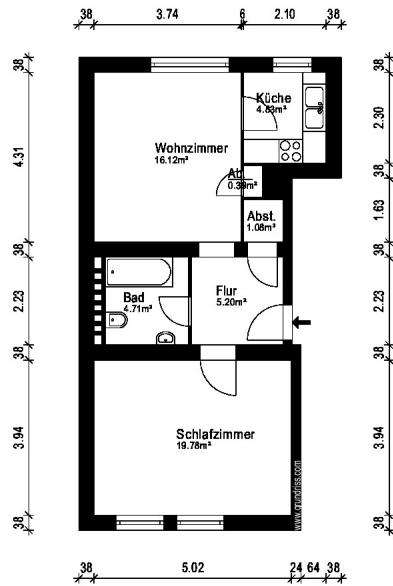 38 3.74 6 2.10 38
38
4.31
38
2.23
38
3.94
38
Küche
4.83m²
Wohnzimmer
16.12m²
Ab.
0.39m²
Abst.
1.08m²
Bad
4.71m²
Flur
5.20m²
Schlafzimmer
19.78m²
www.grundriss.com
38
2.30
38
1.63
38
2.23
38
3.94
38
38 5.02 24 64 38